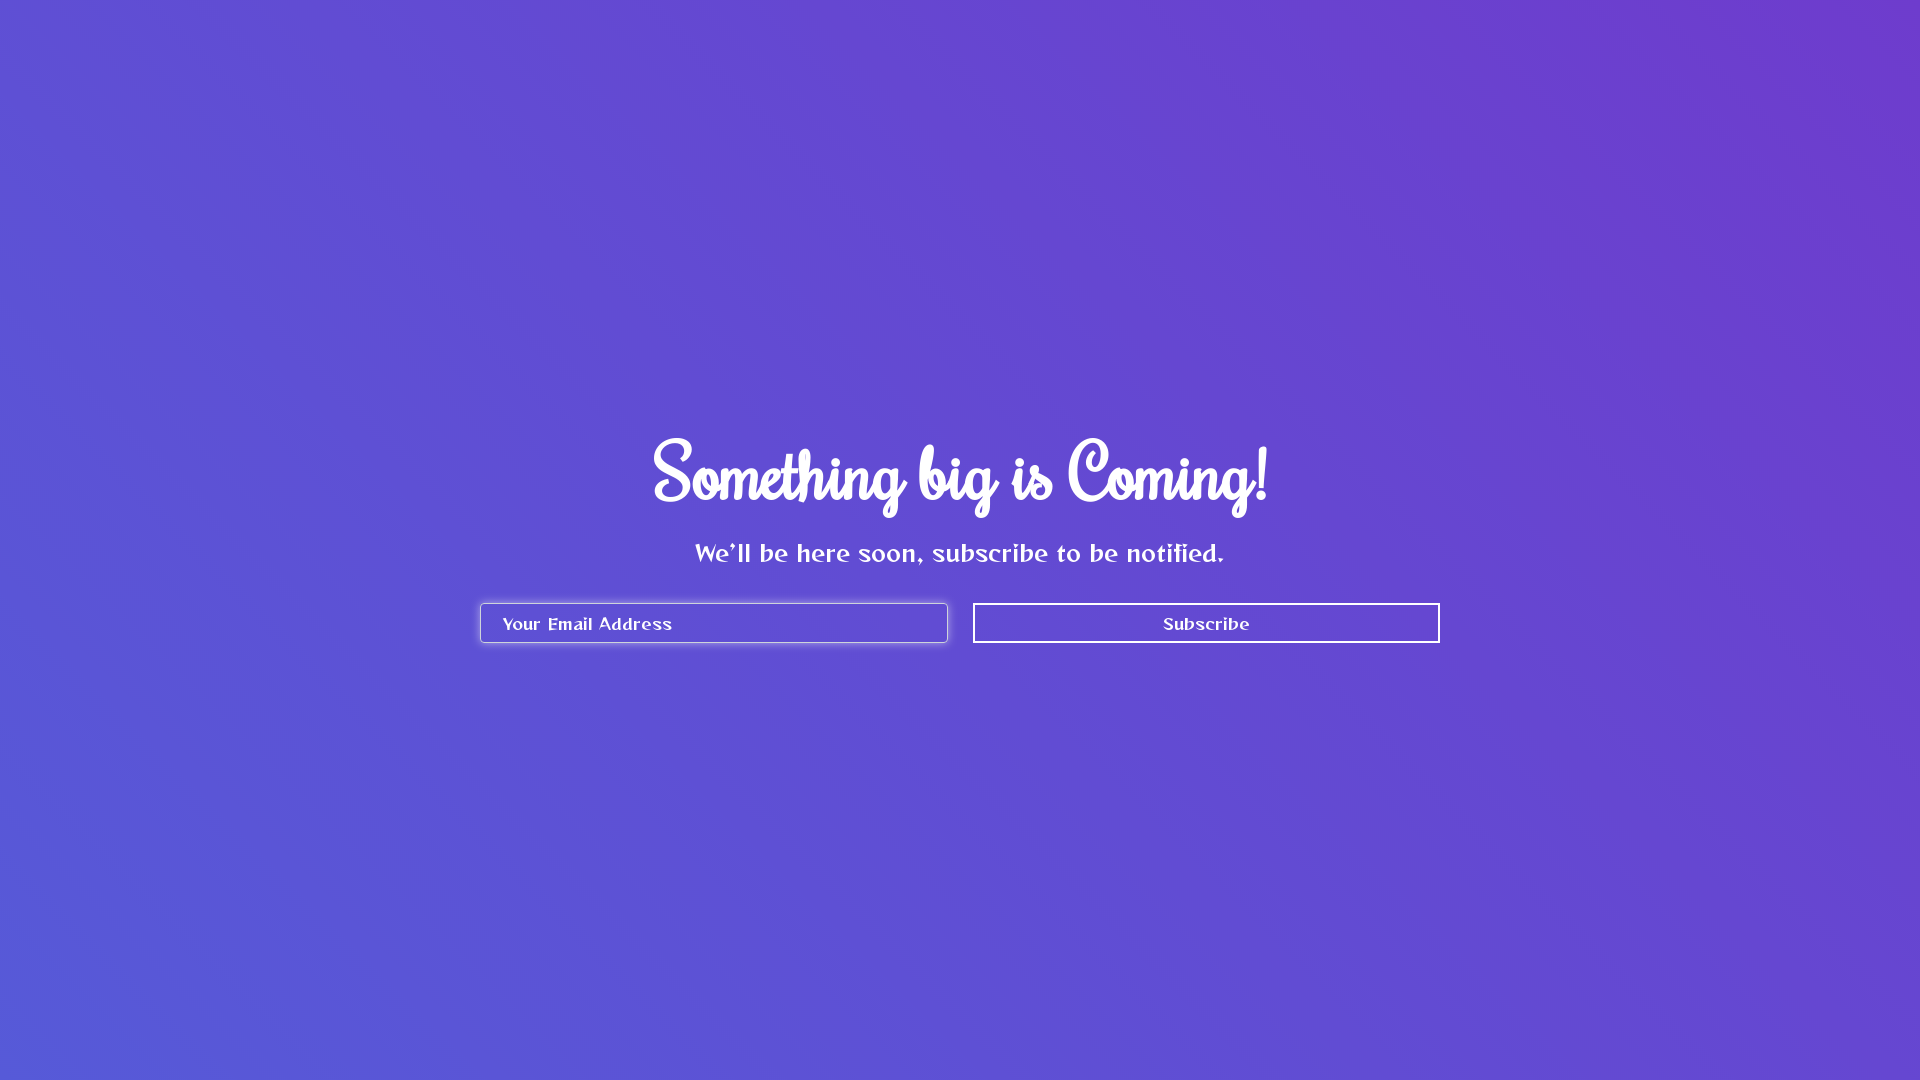 Something big is Coming!
We'll be here soon, subscribe to be notified.
Your Email Address
Subscribe